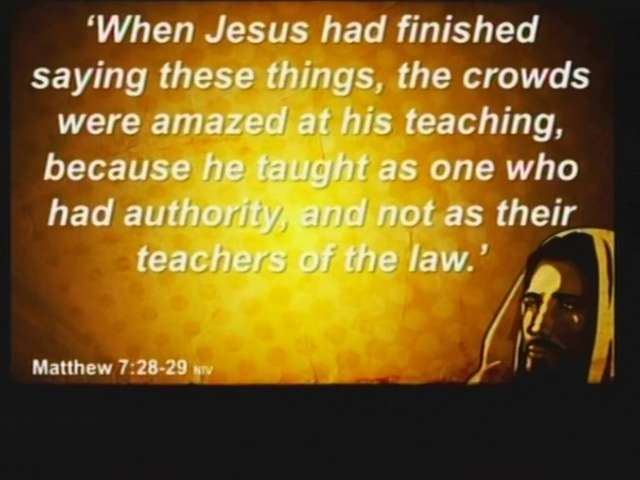 ‘When Jesus had finished
saying these things, the crowds
were amazed at his teaching,
because he taught as one who
had authority, and not as their
teachers of the law.’
Matthew 7:28-29 NIV